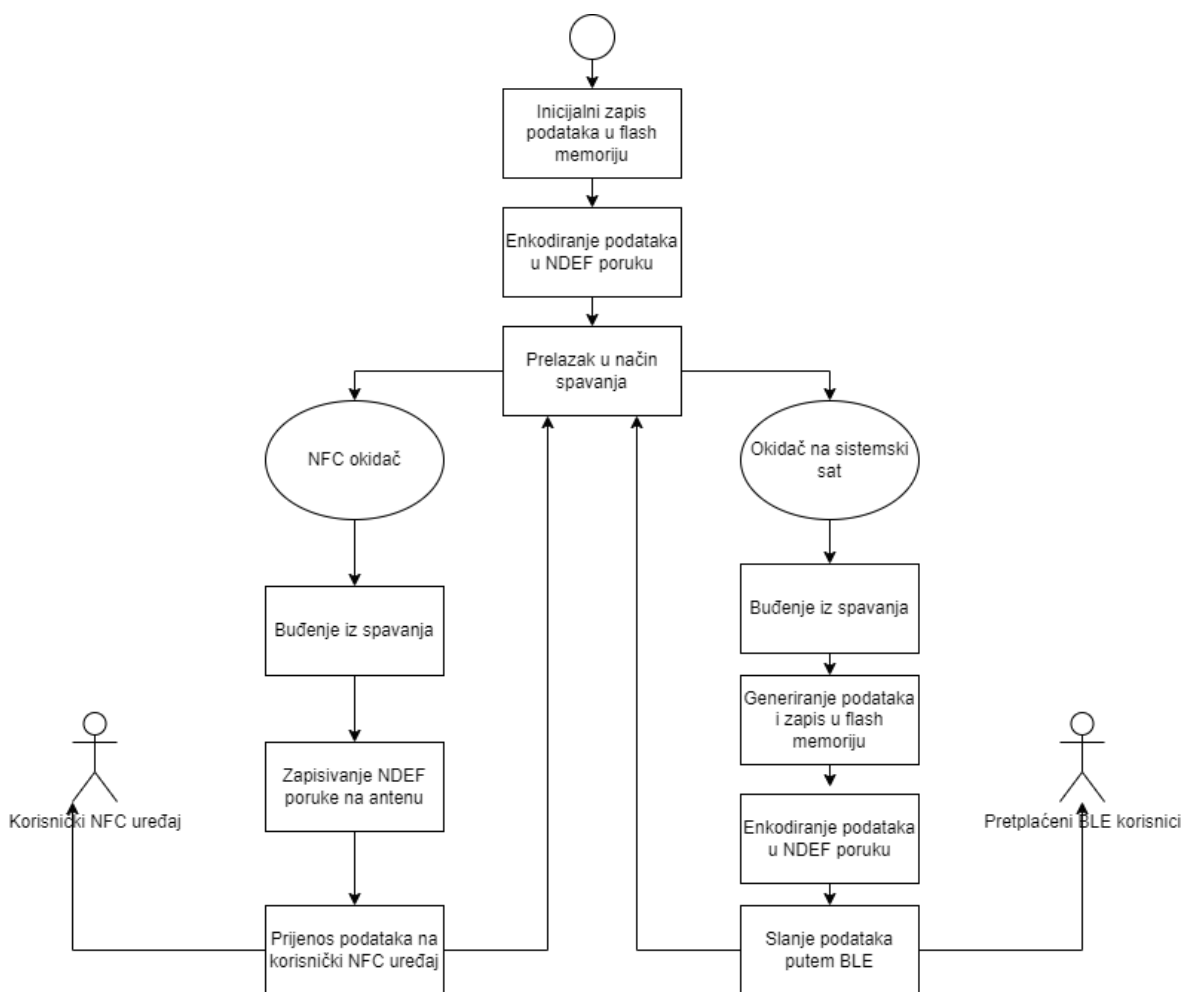 Inicijalni zapis
podataka u flash
memoriju
Enkodiranje podataka
u NDEF poruku
Prelazak u način
spavanja
NFC okidač
Okidač na sistemski
sat
Buđenje iz spavanja
Buđenje iz spavanja
Generiranje podataka
i zapis u flash
memoriju
Zapisivanje NDEF
poruke na antenu
Enkodiranje podataka
u NDEF poruku
Korisnički NFC uređaj
Pretplaćeni BLE korisnici
Prijenos podataka na
korisnički NFC uređaj
Slanje podataka
putem BLE